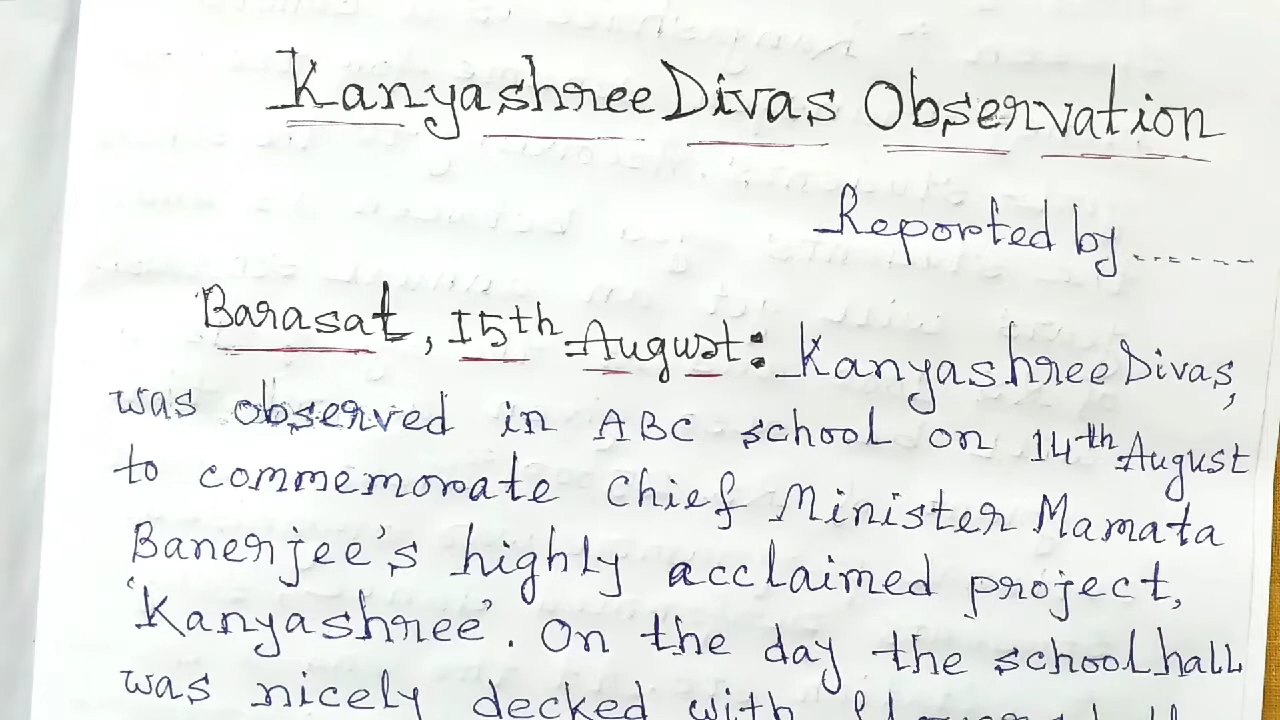 Kanyashree Divas Observation
Reported by......
Barasat, 15th August: Kanyashree Divas,
was observed in ABC school on 14th August
to commemorate Chief Minister Mamata
Banerjee's highly acclaimed project,
'Kanyashree'. On the day the school hall
was nicely decked with